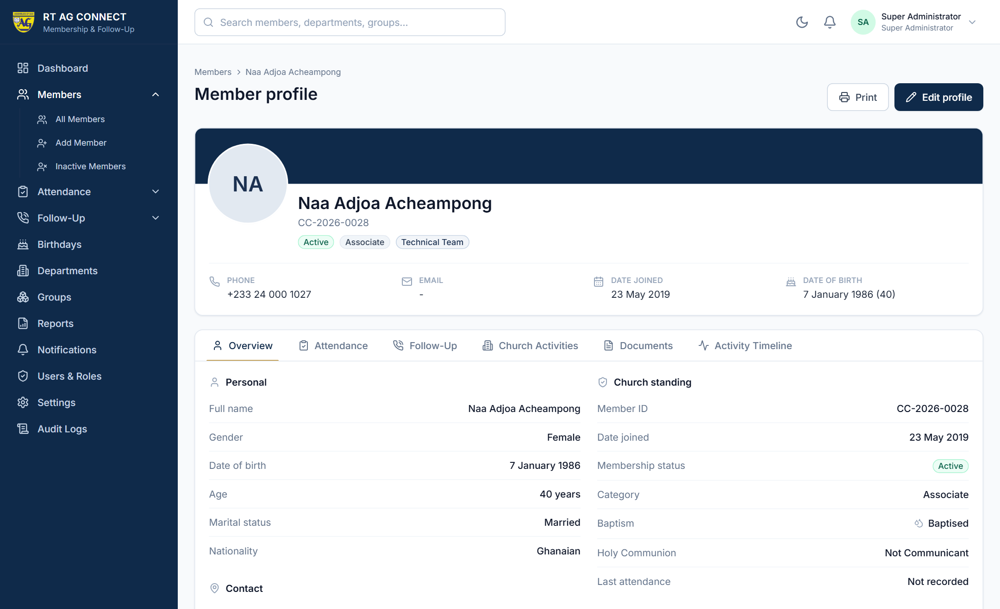 ASSEMBLIES OF GOD
AG
RT AG CONNECT
Membership & Follow-Up
Search members, departments, groups...
SA
Super Administrator
Super Administrator
Dashboard
Members
All Members
Add Member
Inactive Members
Attendance
Follow-Up
Birthdays
Departments
Groups
Reports
Notifications
Users & Roles
Settings
Audit Logs
Members > Naa Adjoa Acheampong
Member profile
Print
Edit profile
NA
Naa Adjoa Acheampong
CC-2026-0028
Active Associate Technical Team
PHONE
+233 24 000 1027
EMAIL
-
DATE JOINED
23 May 2019
DATE OF BIRTH
7 January 1986 (40)
Overview Attendance Follow-Up Church Activities Documents Activity Timeline
Personal
Full name Naa Adjoa Acheampong
Gender Female
Date of birth 7 January 1986
Age 40 years
Marital status Married
Nationality Ghanaian
Contact
Church standing
Member ID CC-2026-0028
Date joined 23 May 2019
Membership status Active
Category Associate
Baptism Baptised
Holy Communion Not Communicant
Last attendance Not recorded